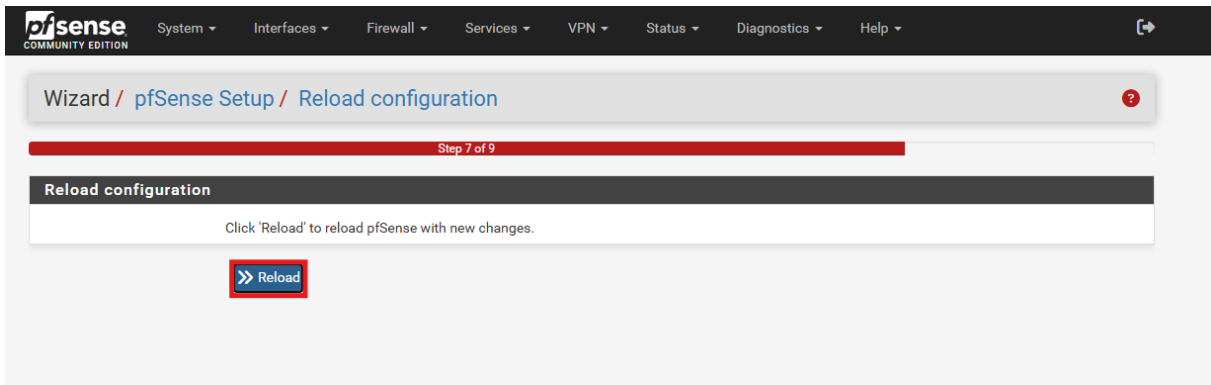 pfsense
COMMUNITY EDITION
System
Interfaces
Firewall
Services
VPN
Status
Diagnostics
Help
Wizard / pfSense Setup / Reload configuration
?
Step 7 of 9
Reload configuration
Click 'Reload' to reload pfSense with new changes.
Reload